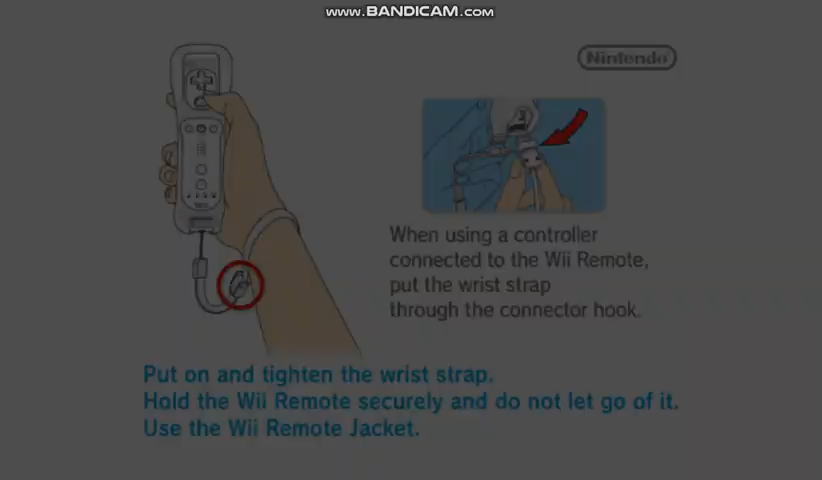 www.BANDICAM.com
Nintendo
When using a controller
connected to the Wii Remote,
put the wrist strap
through the connector hook.
Put on and tighten the wrist strap.
Hold the Wii Remote securely and do not let go of it.
Use the Wii Remote Jacket.